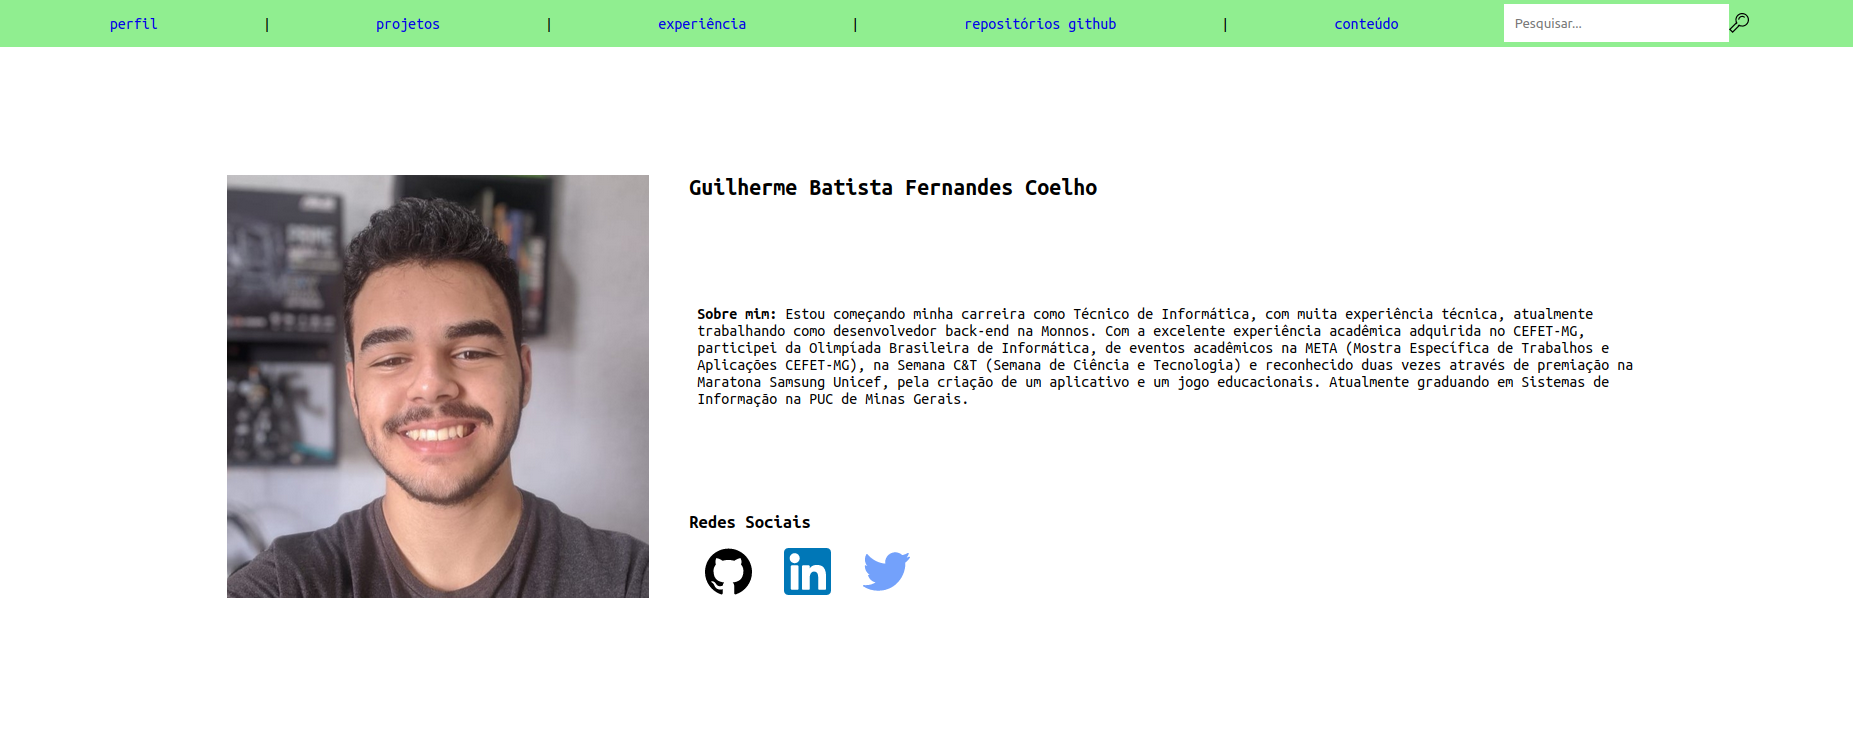 perfil | projetos | experiência | repositórios github | conteúdo Pesquisar...
Guilherme Batista Fernandes Coelho
Sobre mim: Estou começando minha carreira como Técnico de Informática, com muita experiência técnica, atualmente
trabalhando como desenvolvedor back-end na Monnos. Com a excelente experiência acadêmica adquirida no CEFET-MG,
participei da Olimpíada Brasileira de Informática, de eventos acadêmicos na META (Mostra Específica de Trabalhos e
Aplicações CEFET-MG), na Semana C&T (Semana de Ciência e Tecnologia) e reconhecido duas vezes através de premiação na
Maratona Samsung Unicef, pela criação de um aplicativo e um jogo educacionais. Atualmente graduando em Sistemas de
Informação na PUC de Minas Gerais.
Redes Sociais
in